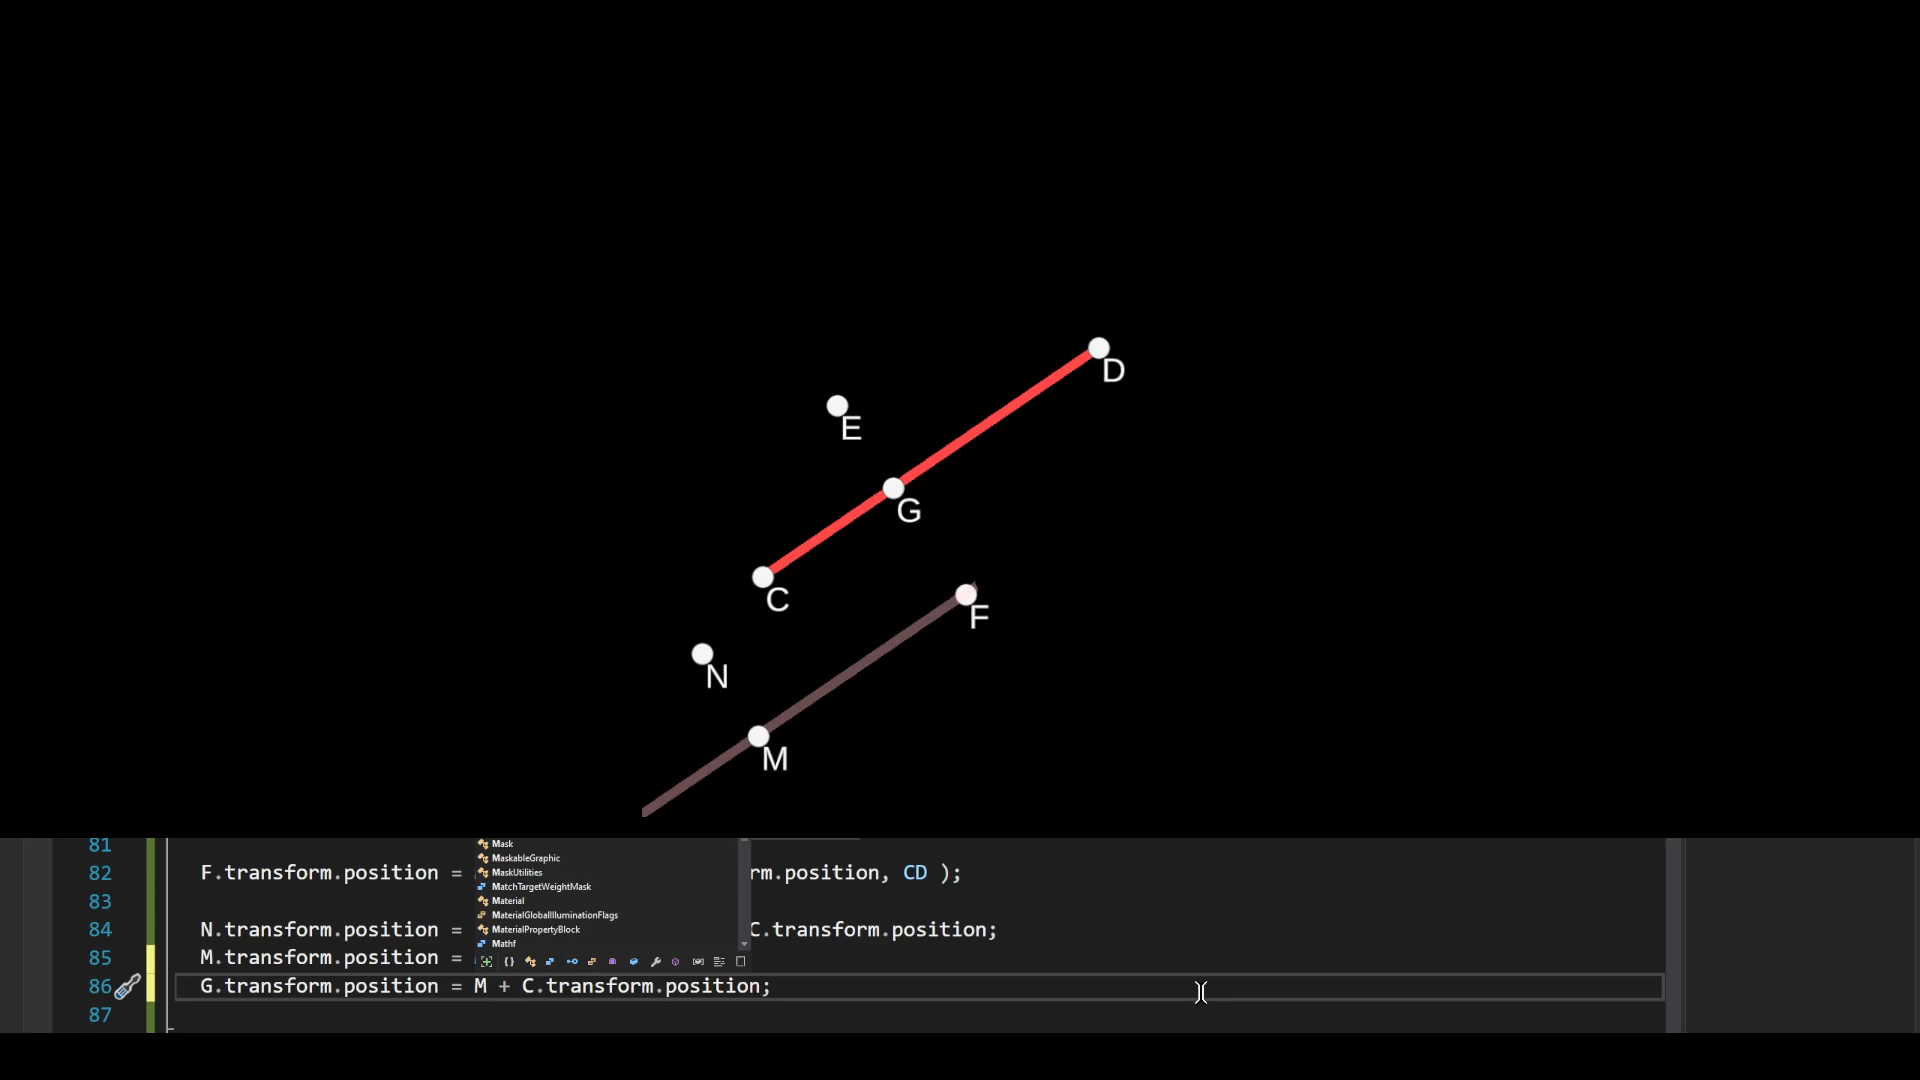 D
E
G
C
F
N
M
81
Mask
MaskableGraphic
82 F.transform.position = rm.position, CD );
MaskUtilities
MatchTargetWeightMask
83
Material
MaterialGlobalIlluminationFlags
84 N.transform.position = C.transform.position;
MaterialPropertyBlock
Mathf
85 M.transform.position =
86 G.transform.position = M + C.transform.position;
87